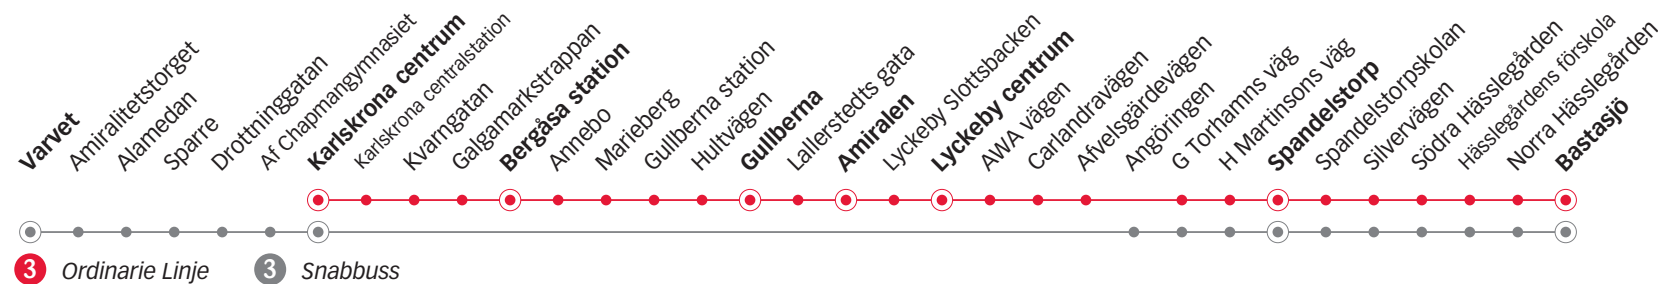 Varvet
Amiralitetstorget
Alamedan
Sparre
Drottninggatan
Af Chapmangymnasiet
Karlskrona centrum
Karlskrona centralstation
Kvarngatan
Galgamarkstrappan
Bergåsa station
Annebo
Marieberg
Gullberna station
Hultvägen
Gullberna
Lallerstedts gata
Amiralen
Lyckeby Slottsbacken
Lyckeby centrum
AWA vägen
Carlandravägen
Afvelsgärdevägen
Angöringen
G Torhamns väg
H Martinsons väg
Spandelstorp
Spandelstorpskolan
Silvervägen
Södra Hässlegården
Hässlegårdens förskola
Norra Hässlegården
Bastasjö
3 Ordinarie Linje
3 Snabbuss